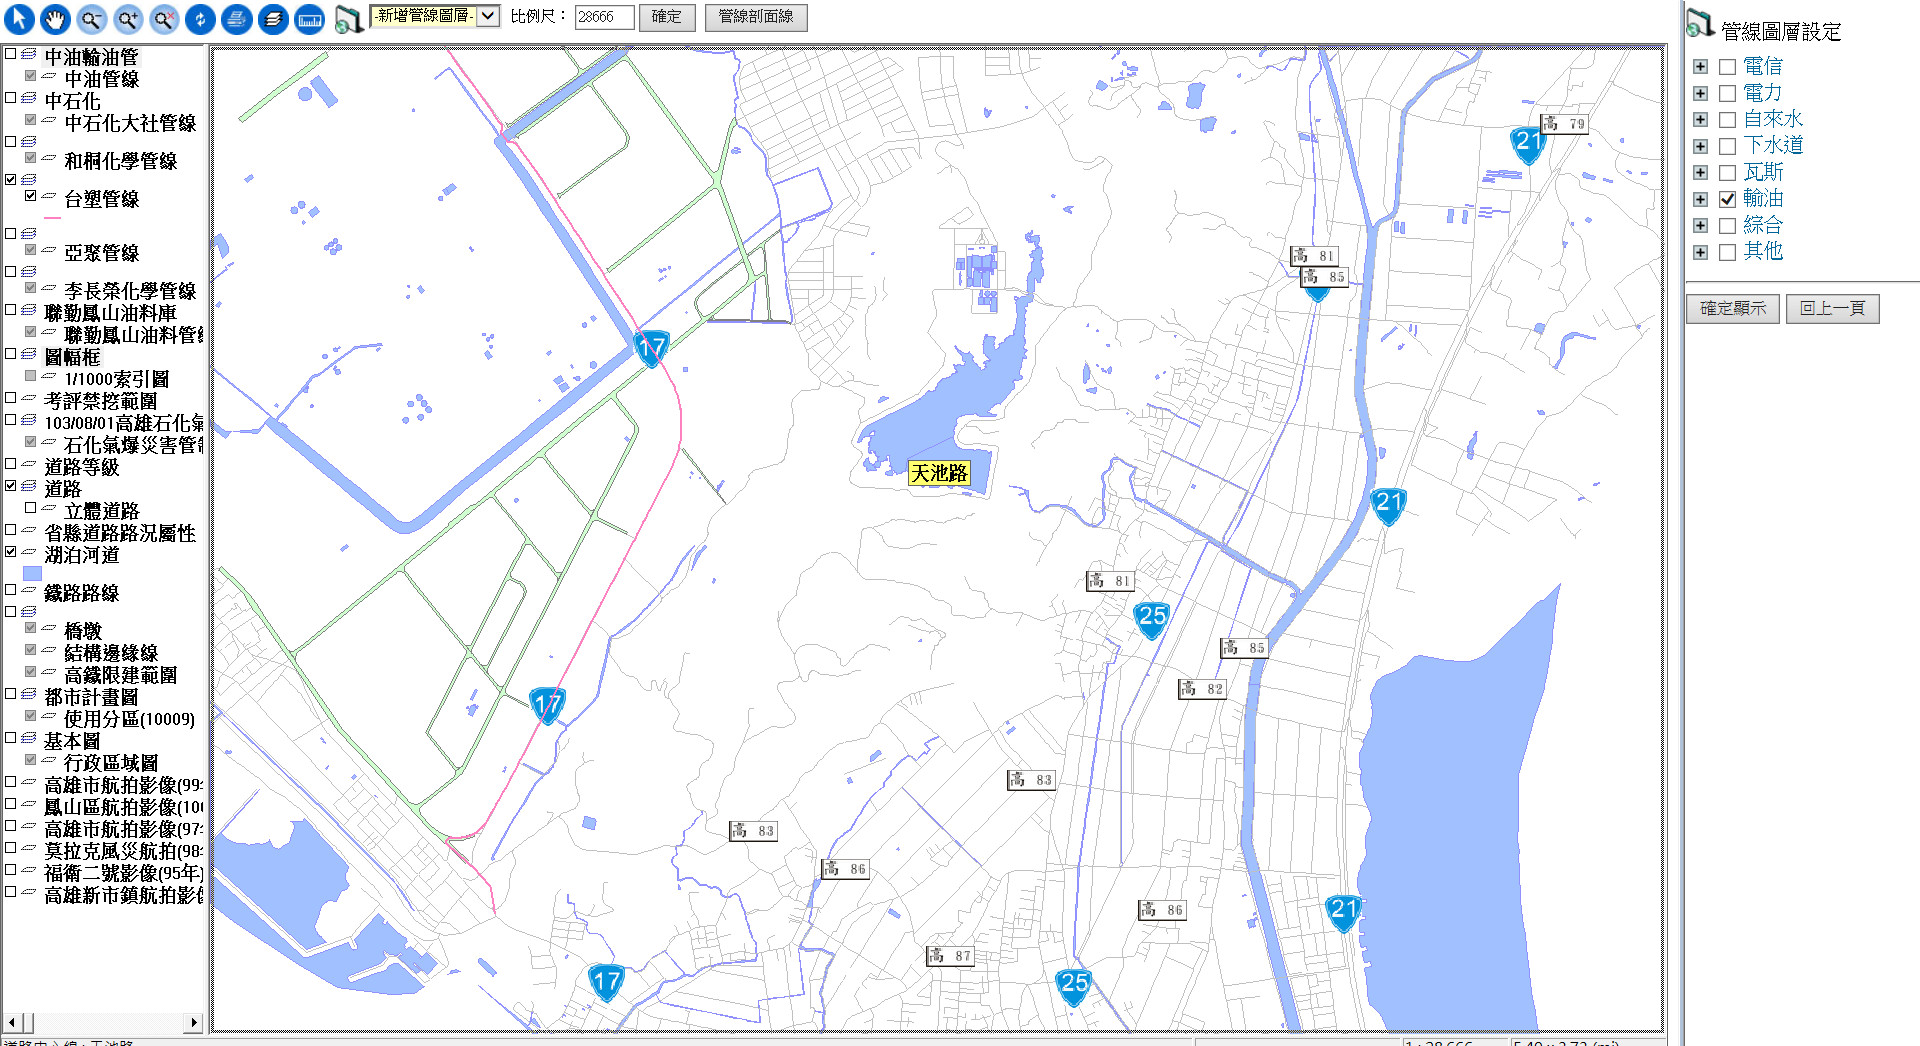 -新增管線圖層-
比例尺：
28666
確定
管線剖面線
中油輸油管
中油管線
中石化
中石化大社管線
和桐化學管線
台塑管線
亞聚管線
李長榮化學管線
聯勤鳳山油料庫
聯勤鳳山油料管
圖幅框
1/1000索引圖
考評禁挖範圍
103/08/01高雄石化氣
石化氣爆災害管
道路等級
道路
立體道路
省縣道路路況屬性
湖泊河道
鐵路路線
橋墩
結構邊緣線
高鐵限建範圍
都市計畫圖
使用分區(10009)
基本圖
行政區域圖
高雄市航拍影像(99
鳳山區航拍影像(10
高雄市航拍影像(97
莫拉克風災航拍(98
福衛二號影像(95年)
高雄新市鎮航拍影像
高 79
21
高 81
高 85
17
天池路
21
高 81
25
高 85
高 82
17
高 83
高 83
高 86
高 86
21
高 87
17
25
管線圖層設定
電信
電力
自來水
下水道
瓦斯
輸油
綜合
其他
確定顯示
回上一頁